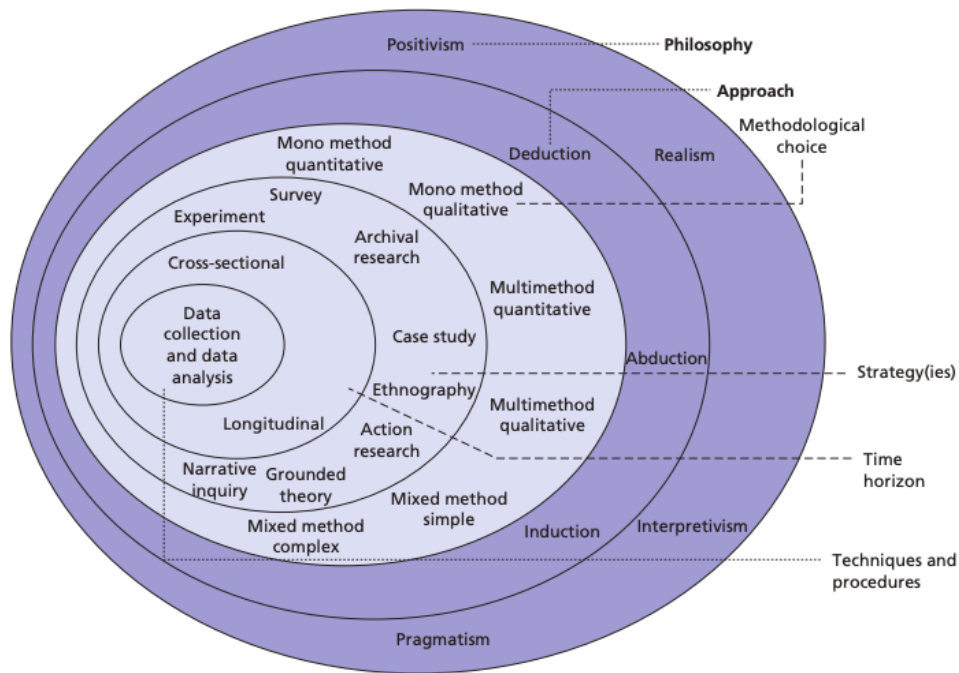 Positivism
Philosophy
Approach
Methodological
choice
Mono method
quantitative
Deduction
Realism
Survey
Mono method
qualitative
Experiment
Archival
research
Cross-sectional
Multimethod
quantitative
Data
collection
and data
analysis
Case study
Abduction
Strategy(ies)
Ethnography
Multimethod
qualitative
Longitudinal
Action
research
Time
horizon
Narrative
inquiry
Grounded
theory
Mixed method
simple
Mixed method
complex
Induction
Interpretivism
Techniques and
procedures
Pragmatism